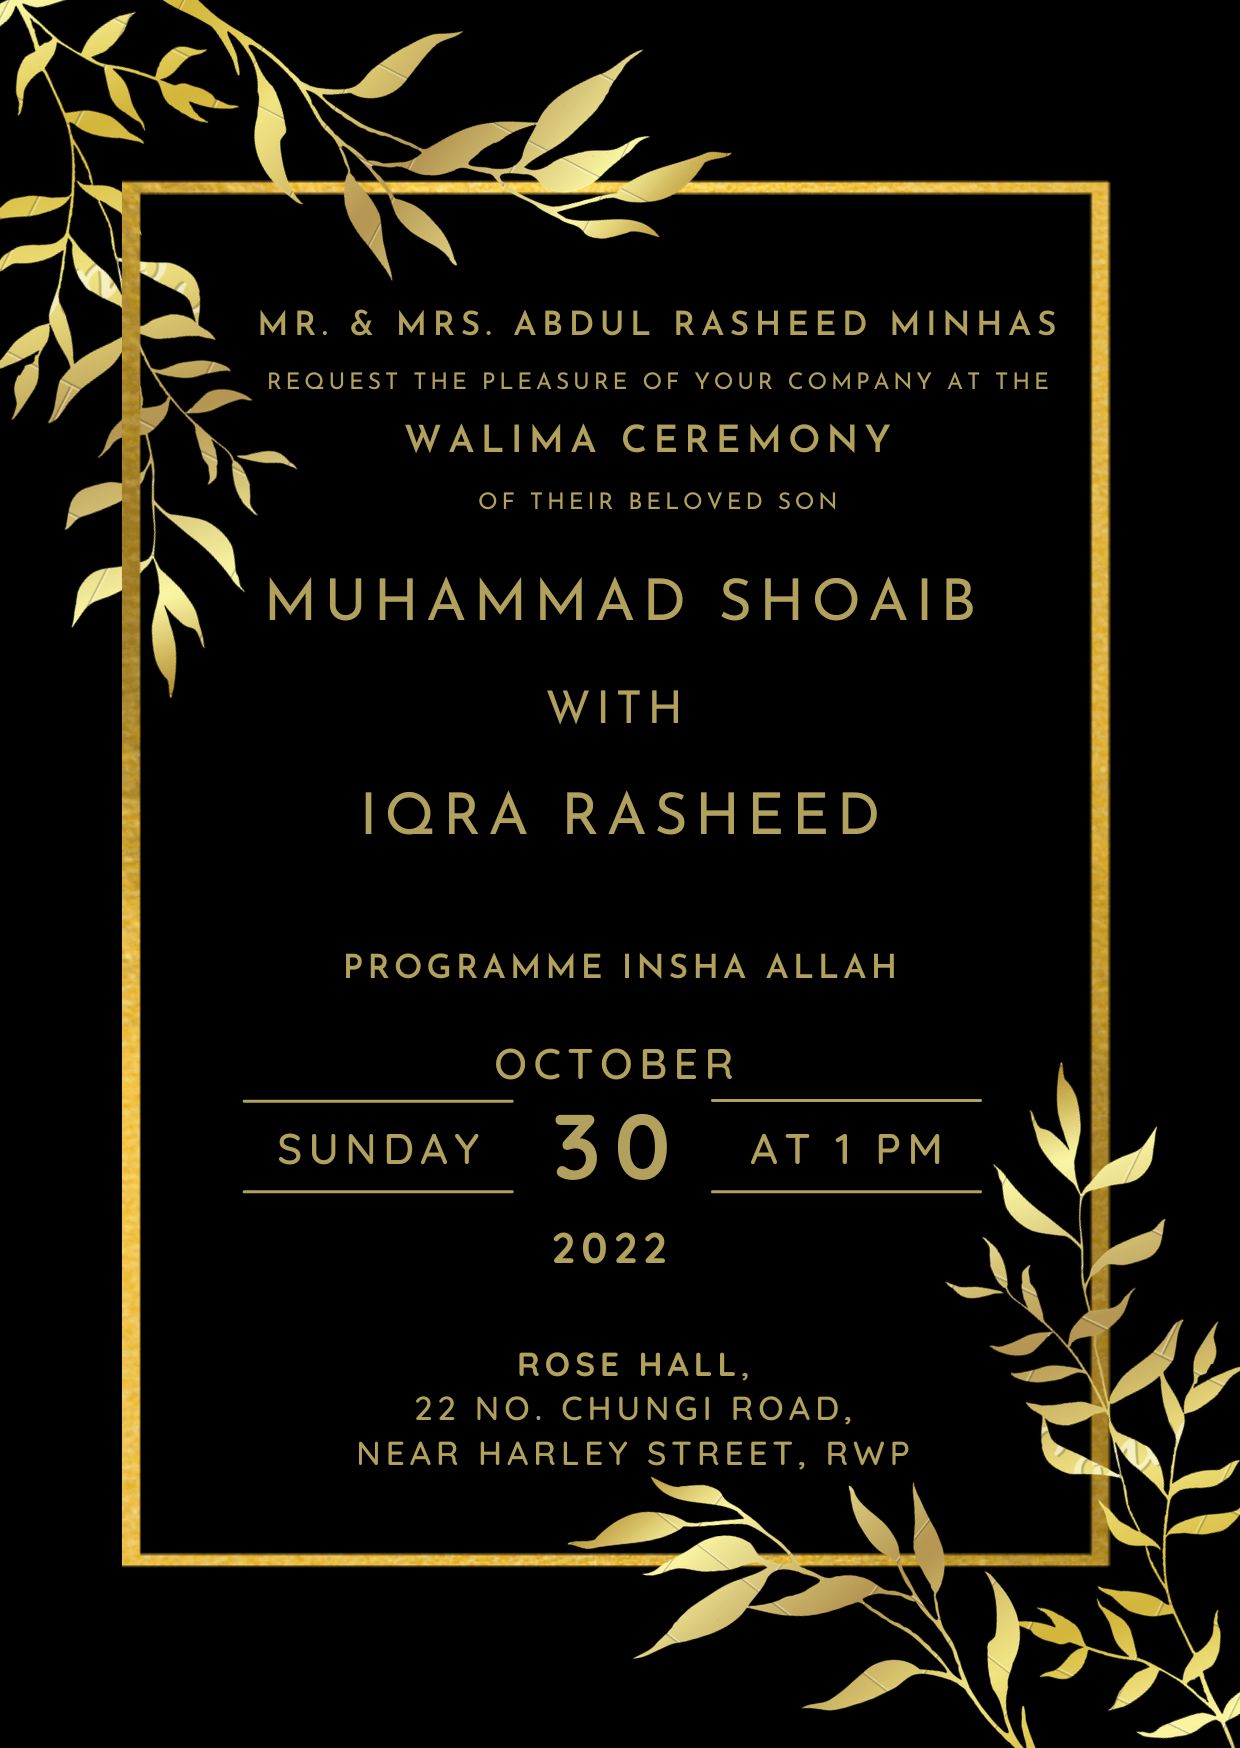 MR. & MRS. ABDUL RASHEED MINHAS
REQUEST THE PLEASURE OF YOUR COMPANY AT THE
WALIMA CEREMONY
OF THEIR BELOVED SON
MUHAMMAD SHOAIB
WITH
IQRA RASHEED
PROGRAMME INSHA ALLAH
OCTOBER
SUNDAY 30 AT 1 PM
2022
ROSE HALL,
22 NO. CHUNGI ROAD,
NEAR HARLEY STREET, RWP